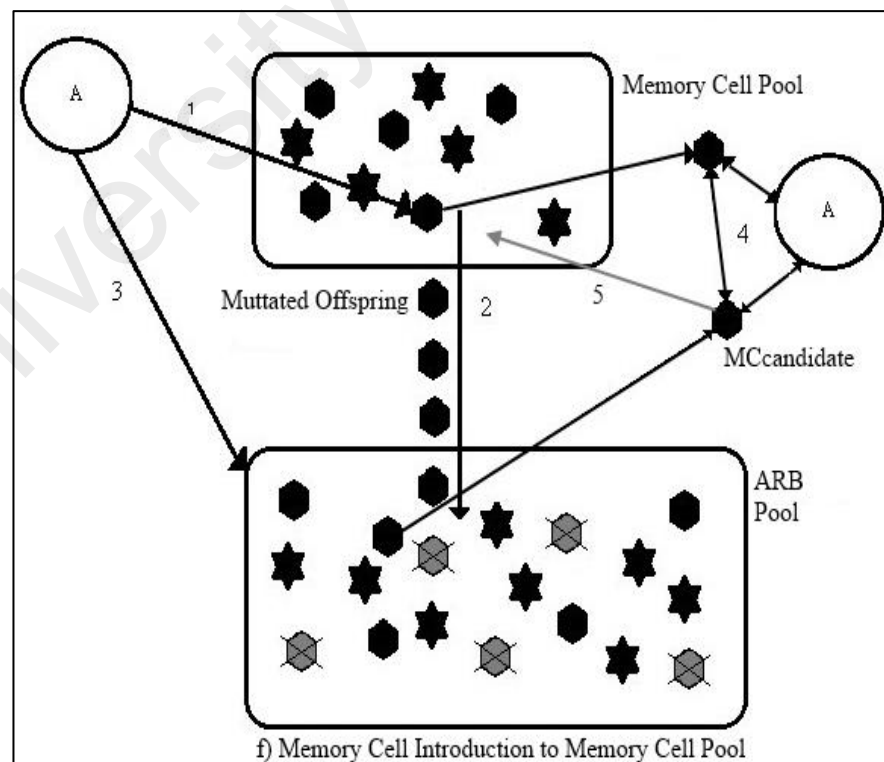 A
1
Memory Cell Pool
A
4
3
Muttated Offspring
2
5
MCcandidate
ARB
Pool
f) Memory Cell Introduction to Memory Cell Pool